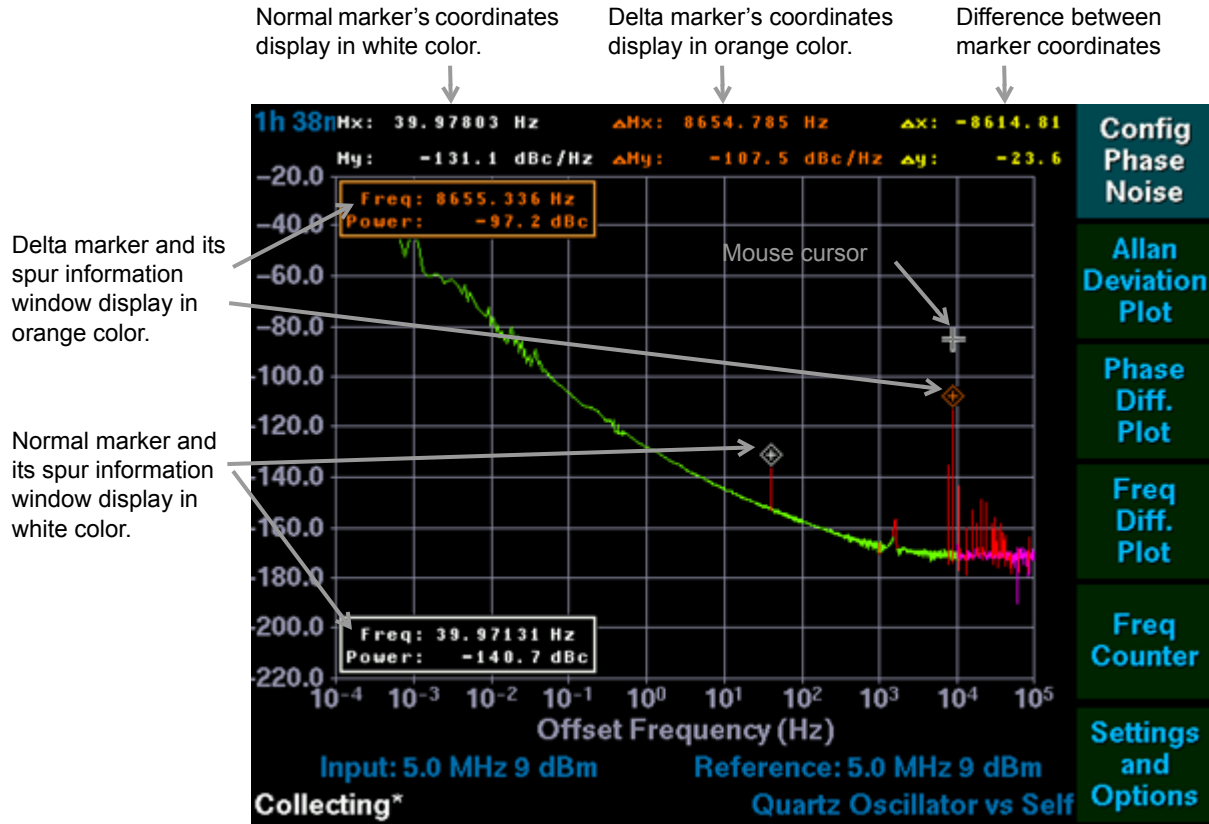 Normal marker's coordinates
display in white color.
Delta marker's coordinates
display in orange color.
Difference between
marker coordinates
1h 38m
Mx: 39.97803 Hz
ΔMx: 8654.785 Hz
Δx: -8614.81
My: -131.1 dBc/Hz
ΔMy: -107.5 dBc/Hz
Δy: -23.6
Freq: 8655.336 Hz
Power: -97.2 dBc
Delta marker and its
spur information
window display in
orange color.
Mouse cursor
Normal marker and
its spur information
window display in
white color.
Freq: 39.97131 Hz
Power: -140.7 dBc
-20.0
-40.0
-60.0
-80.0
-100.0
-120.0
-140.0
-160.0
-180.0
-200.0
-220.0
10-4 10-3 10-2 10-1 100 101 102 103 104 105
Offset Frequency (Hz)
Input: 5.0 MHz 9 dBm
Reference: 5.0 MHz 9 dBm
Collecting*
Quartz Oscillator vs Self
Config
Phase
Noise
Allan
Deviation
Plot
Phase
Diff.
Plot
Freq
Diff.
Plot
Freq
Counter
Settings
and
Options